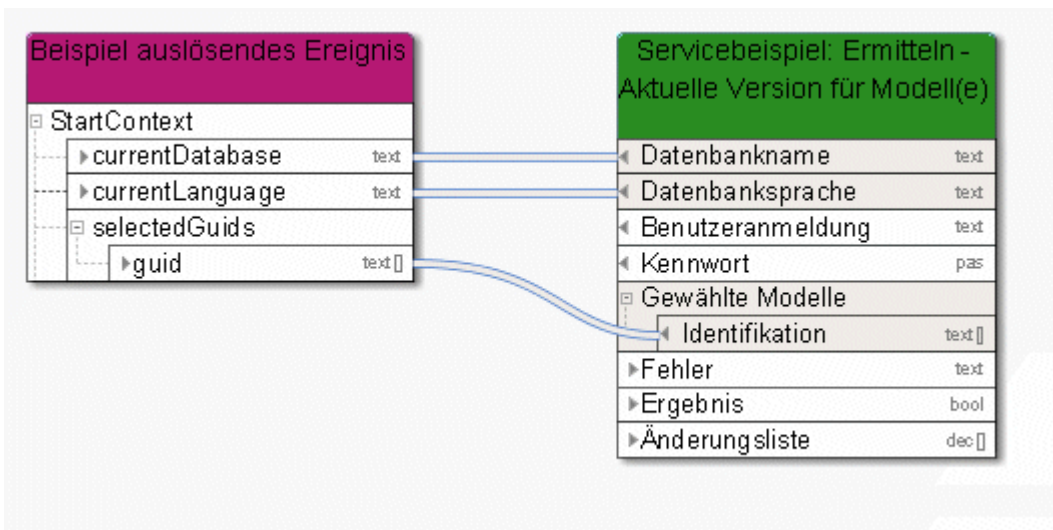 Beispiel auslösendes Ereignis
StartContext
currentDatabase text
currentLanguage text
selectedGuids
guid text[]
Servicebeispiel: Ermitteln -
Aktuelle Version für Modell(e)
Datenbankname text
Datenbanksprache text
Benutzeranmeldung text
Kennwort pas
Gewählte Modelle
Identifikation text[]
Fehler text
Ergebnis bool
Änderungsliste dec[]